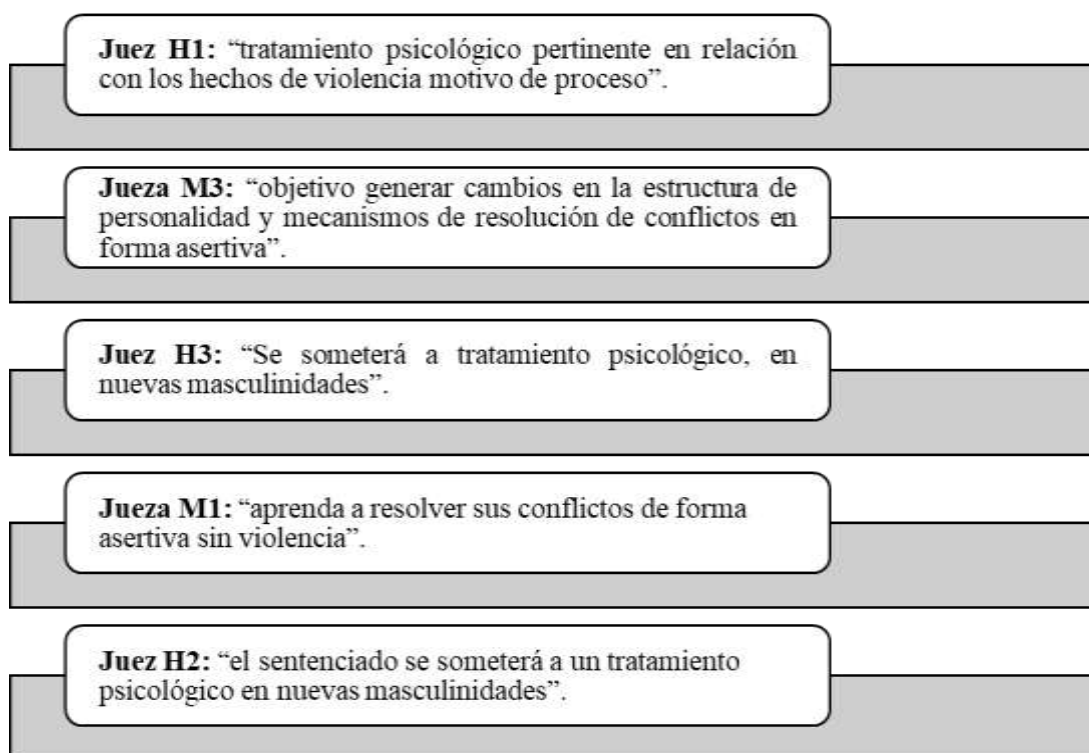 Juez H1: “tratamiento psicológico pertinente en relación
con los hechos de violencia motivo de proceso”.
Jueza M3: “objetivo generar cambios en la estructura de
personalidad y mecanismos de resolución de conflictos en
forma asertiva”.
Juez H3: “Se someterá a tratamiento psicológico, en
nuevas masculinidades”.
Jueza M1: “aprenda a resolver sus conflictos de forma
asertiva sin violencia”.
Juez H2: “el sentenciado se someterá a un tratamiento
psicológico en nuevas masculinidades”.